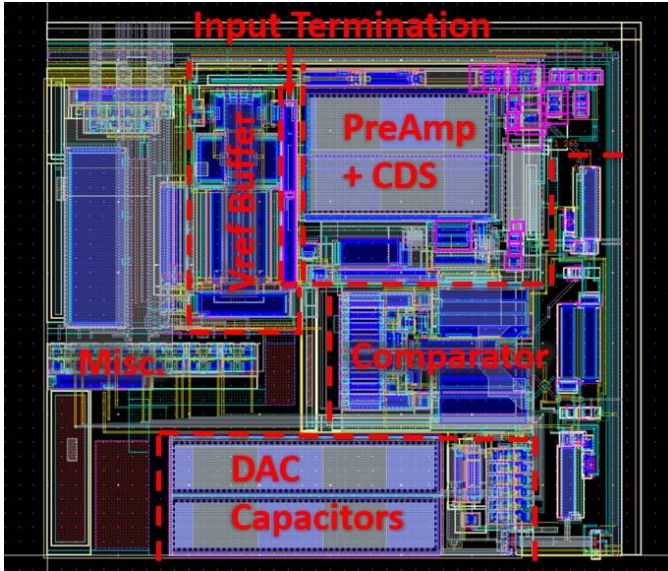 Input Termination
Vref Buffer
PreAmp
+ CDS
Misc.
Comparator
DAC
Capacitors